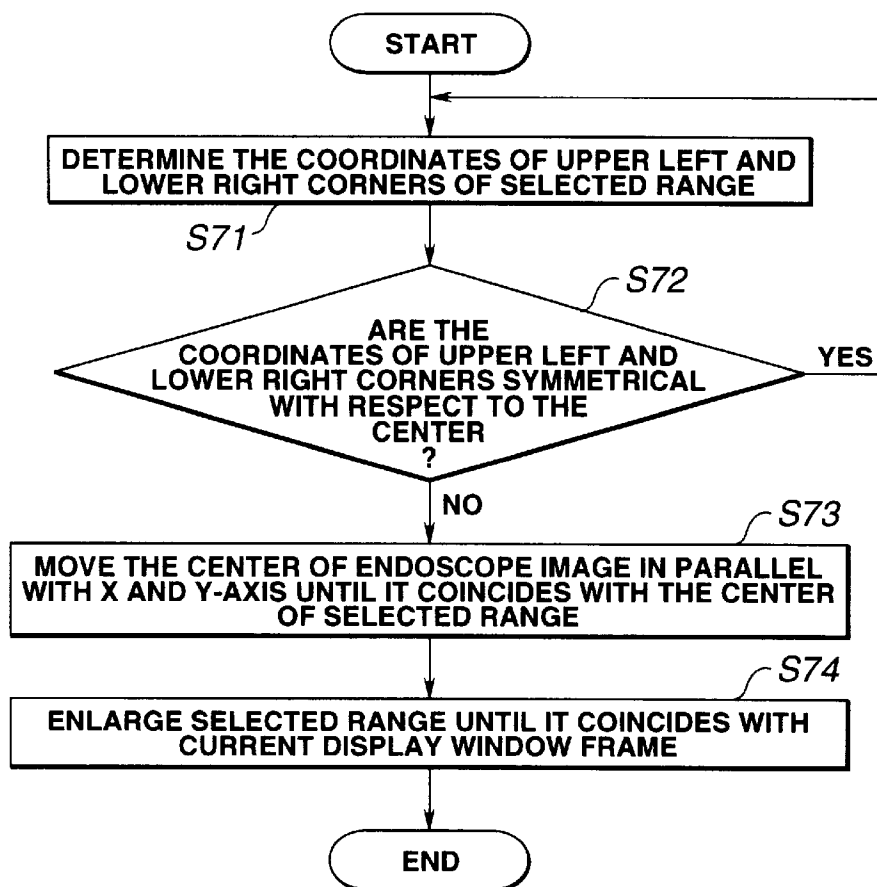 START
DETERMINE THE COORDINATES OF UPPER LEFT AND
LOWER RIGHT CORNERS OF SELECTED RANGE
S71
S72
ARE THE
COORDINATES OF UPPER LEFT AND
LOWER RIGHT CORNERS SYMMETRICAL
WITH RESPECT TO THE
CENTER
?
YES
NO
S73
MOVE THE CENTER OF ENDOSCOPE IMAGE IN PARALLEL
WITH X AND Y-AXIS UNTIL IT COINCIDES WITH THE CENTER
OF SELECTED RANGE
S74
ENLARGE SELECTED RANGE UNTIL IT COINCIDES WITH
CURRENT DISPLAY WINDOW FRAME
END